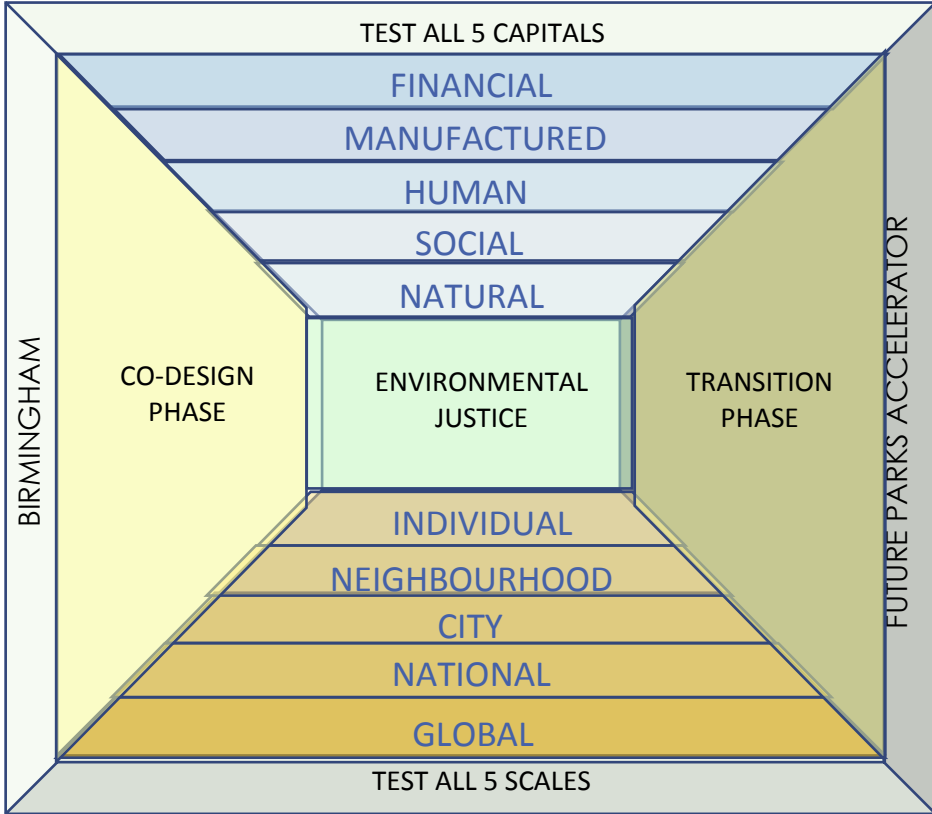 TEST ALL 5 CAPITALS
FINANCIAL
MANUFACTURED
HUMAN
SOCIAL
NATURAL
BIRMINGHAM
CO-DESIGN
PHASE
ENVIRONMENTAL
JUSTICE
TRANSITION
PHASE
FUTURE PARKS ACCELERATOR
INDIVIDUAL
NEIGHBOURHOOD
CITY
NATIONAL
GLOBAL
TEST ALL 5 SCALES